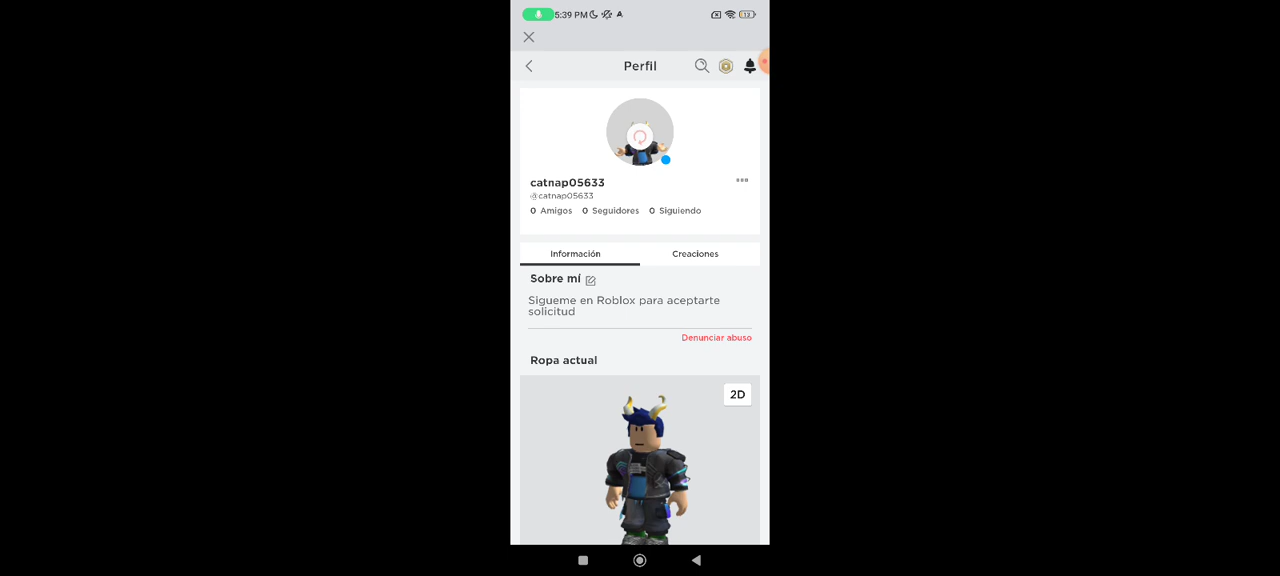 5:39 PM
12
Perfil
catnap05633
@catnap05633
0 Amigos 0 Seguidores 0 Siguiendo
Información Creaciones
Sobre mí
Sigueme en Roblox para aceptarte
solicitud
Denunciar abuso
Ropa actual
2D